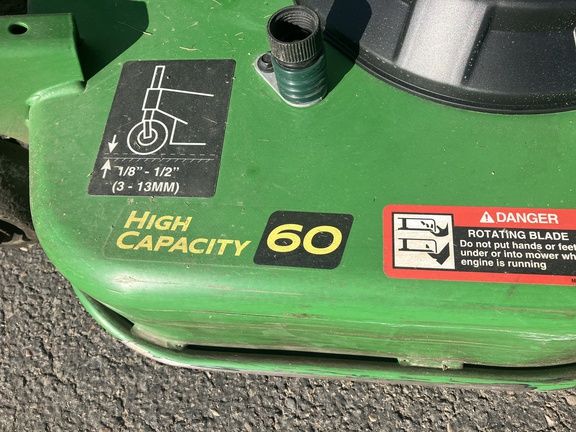 1/8" - 1/2"
(3 - 13MM)
HIGH
CAPACITY
60
DANGER
ROTATING BLADE
Do not put hands or feet
under or into mower
engine is running